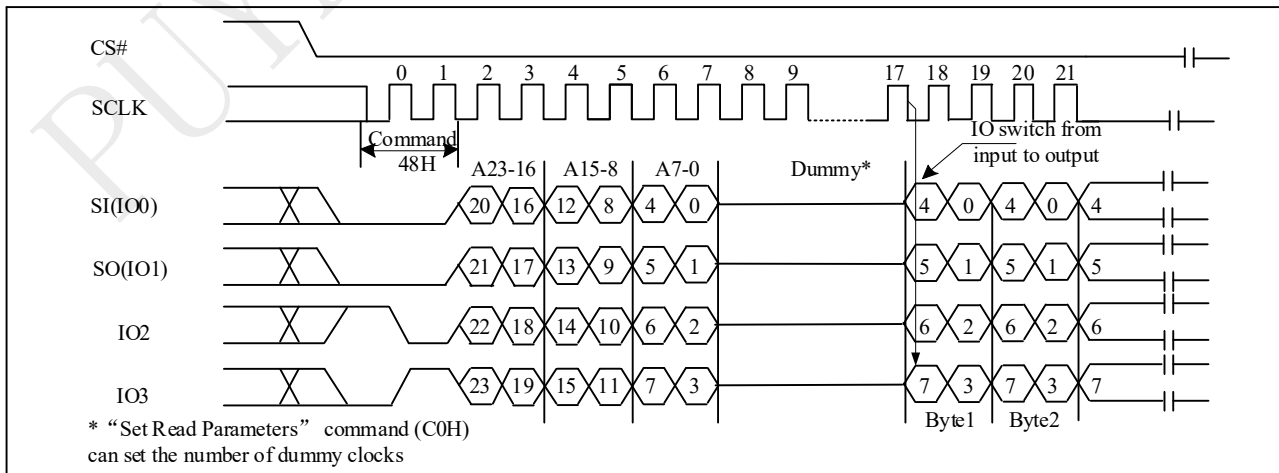 PUY
CS#
0 1 2 3 4 5 6 7 8 9 17 18 19 20 21
SCLK
IO switch from
input to output
Command
48H
A23-16 A15-8 A7-0 Dummy*
SI(IO0) 20 16 12 8 4 0 4 0 4 0 4
SO(IO1) 21 17 13 9 5 1 5 1 5 1 5
IO2 22 18 14 10 6 2 6 2 6 2 6
IO3 23 19 15 11 7 3 7 3 7 3 7
Byte1 Byte2
* “Set Read Parameters” command (C0H)
can set the number of dummy clocks